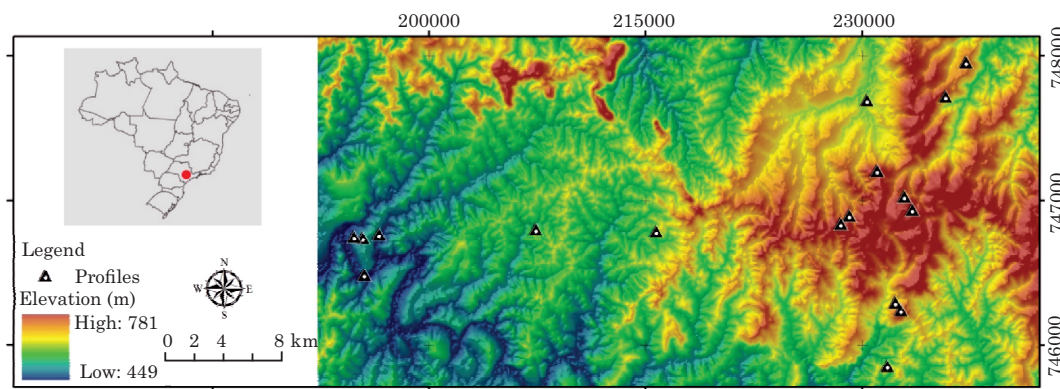 200000 215000 230000
748000
747000
746000
Legend
Profiles
Elevation (m)
High: 781
Low: 449
N
W E
S
0 2 4 8 km